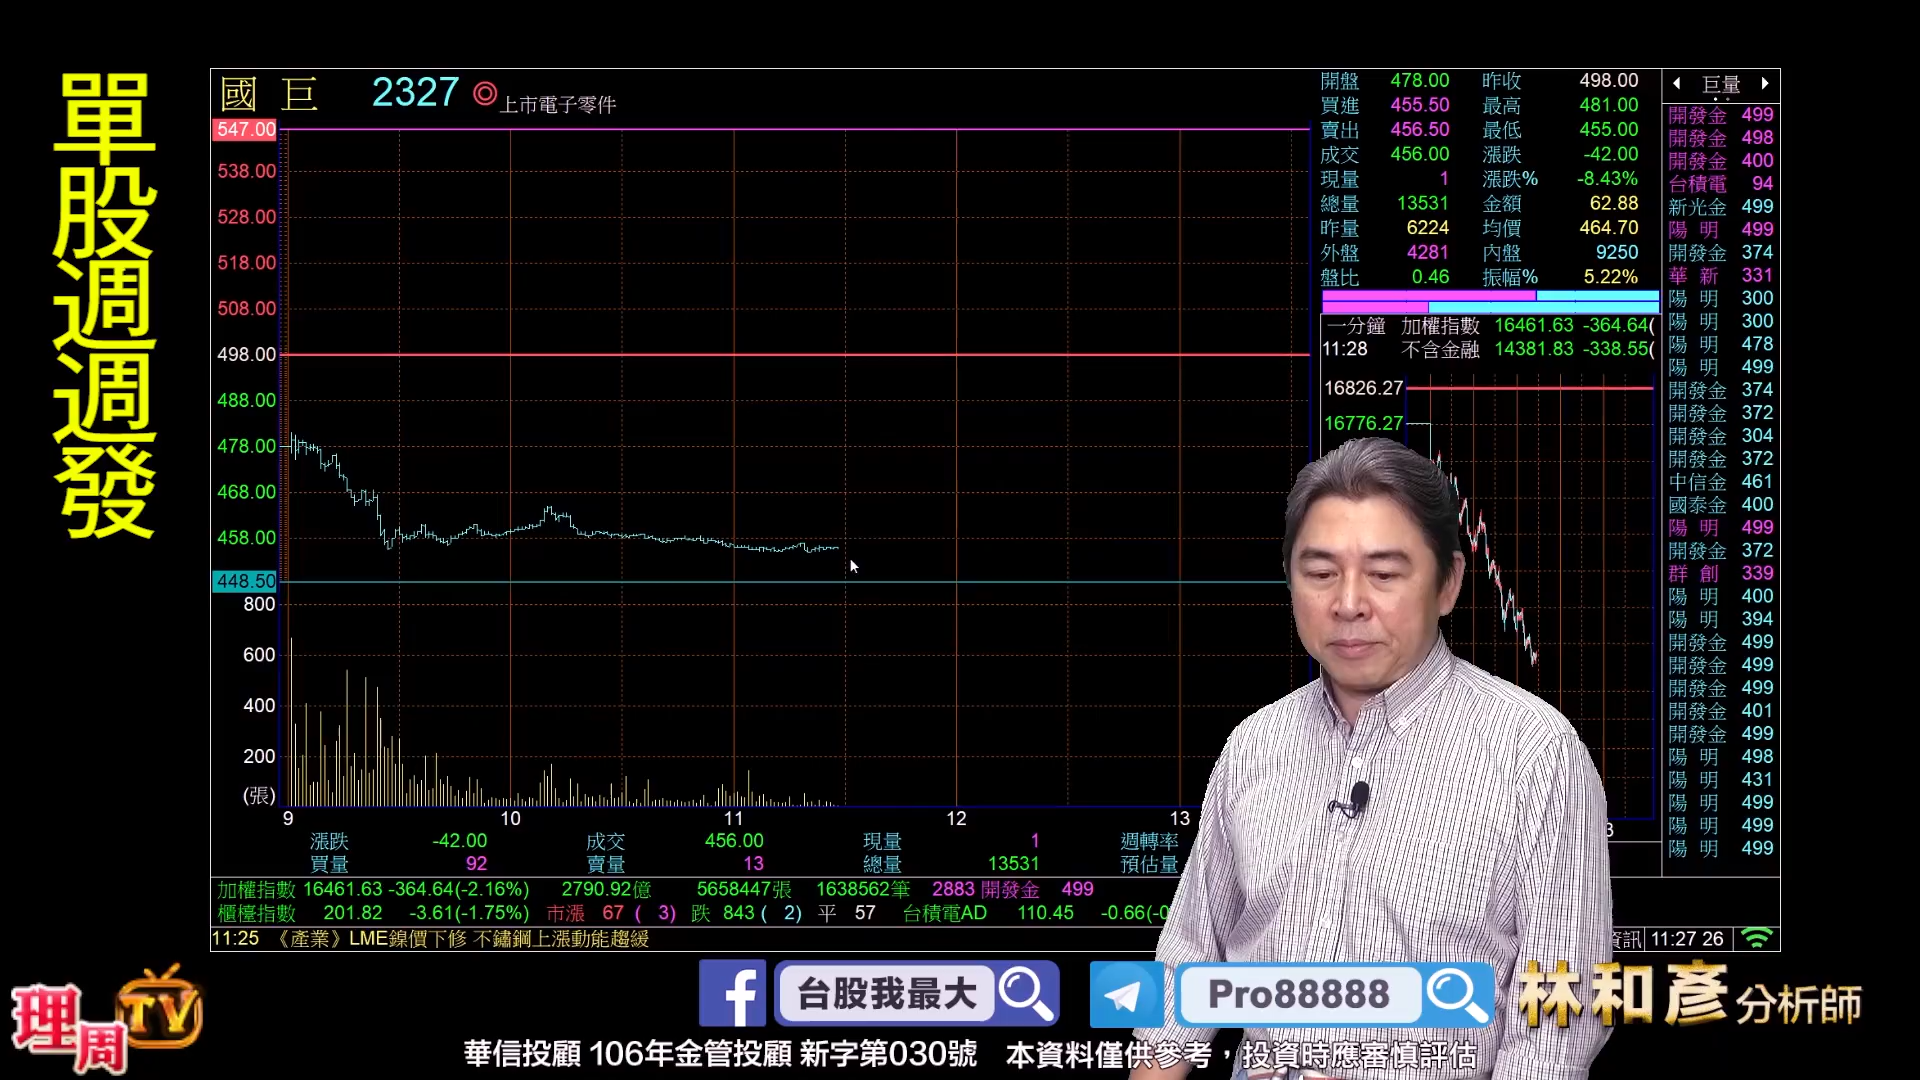 單股週週發
國巨 2327 ◎上市電子零件
547.00
538.00
528.00
518.00
508.00
498.00
488.00
478.00
468.00
458.00
448.50
800
600
400
200
(張)
9 10 11 12 13
開盤 478.00 昨收 498.00
買進 455.50 最高 481.00
賣出 456.50 最低 455.00
成交 456.00 漲跌 -42.00
現量 1 漲跌% -8.43%
總量 13531 金額 62.88
昨量 6224 均價 464.70
外盤 4281 內盤 9250
盤比 0.46 振幅% 5.22%
一分鐘 加權指數 16461.63 -364.64(
11:28 不含金融 14381.83 -338.55(
16826.27
16776.27
3
巨量
開發金 499
開發金 498
開發金 400
台積電 94
新光金 499
陽明 499
開發金 374
華新 331
陽明 300
陽明 300
陽明 478
陽明 499
開發金 374
開發金 372
開發金 304
開發金 372
中信金 461
國泰金 400
陽明 499
開發金 372
群創 339
陽明 400
陽明 394
開發金 499
開發金 499
開發金 499
開發金 401
開發金 499
陽明 498
陽明 431
陽明 499
陽明 499
陽明 499
漲跌 -42.00 成交 456.00 現量 1 週轉率
買量 92 賣量 13 總量 13531 預估量
加權指數 16461.63 -364.64(-2.16%) 2790.92億 5658447張 1638562筆 2883 開發金 499
櫃檯指數 201.82 -3.61(-1.75%) 市漲 67 ( 3) 跌 843 ( 2) 平 57 台積電AD 110.45 -0.66(-0
11:25 《產業》LME鎳價下修 不鏽鋼上漲動能趨緩
資訊 11:27 26
理周TV
f 台股我最大
Pro88888
林和彥分析師
華信投顧 106年金管投顧 新字第030號 本資料僅供參考，投資時應審慎評估